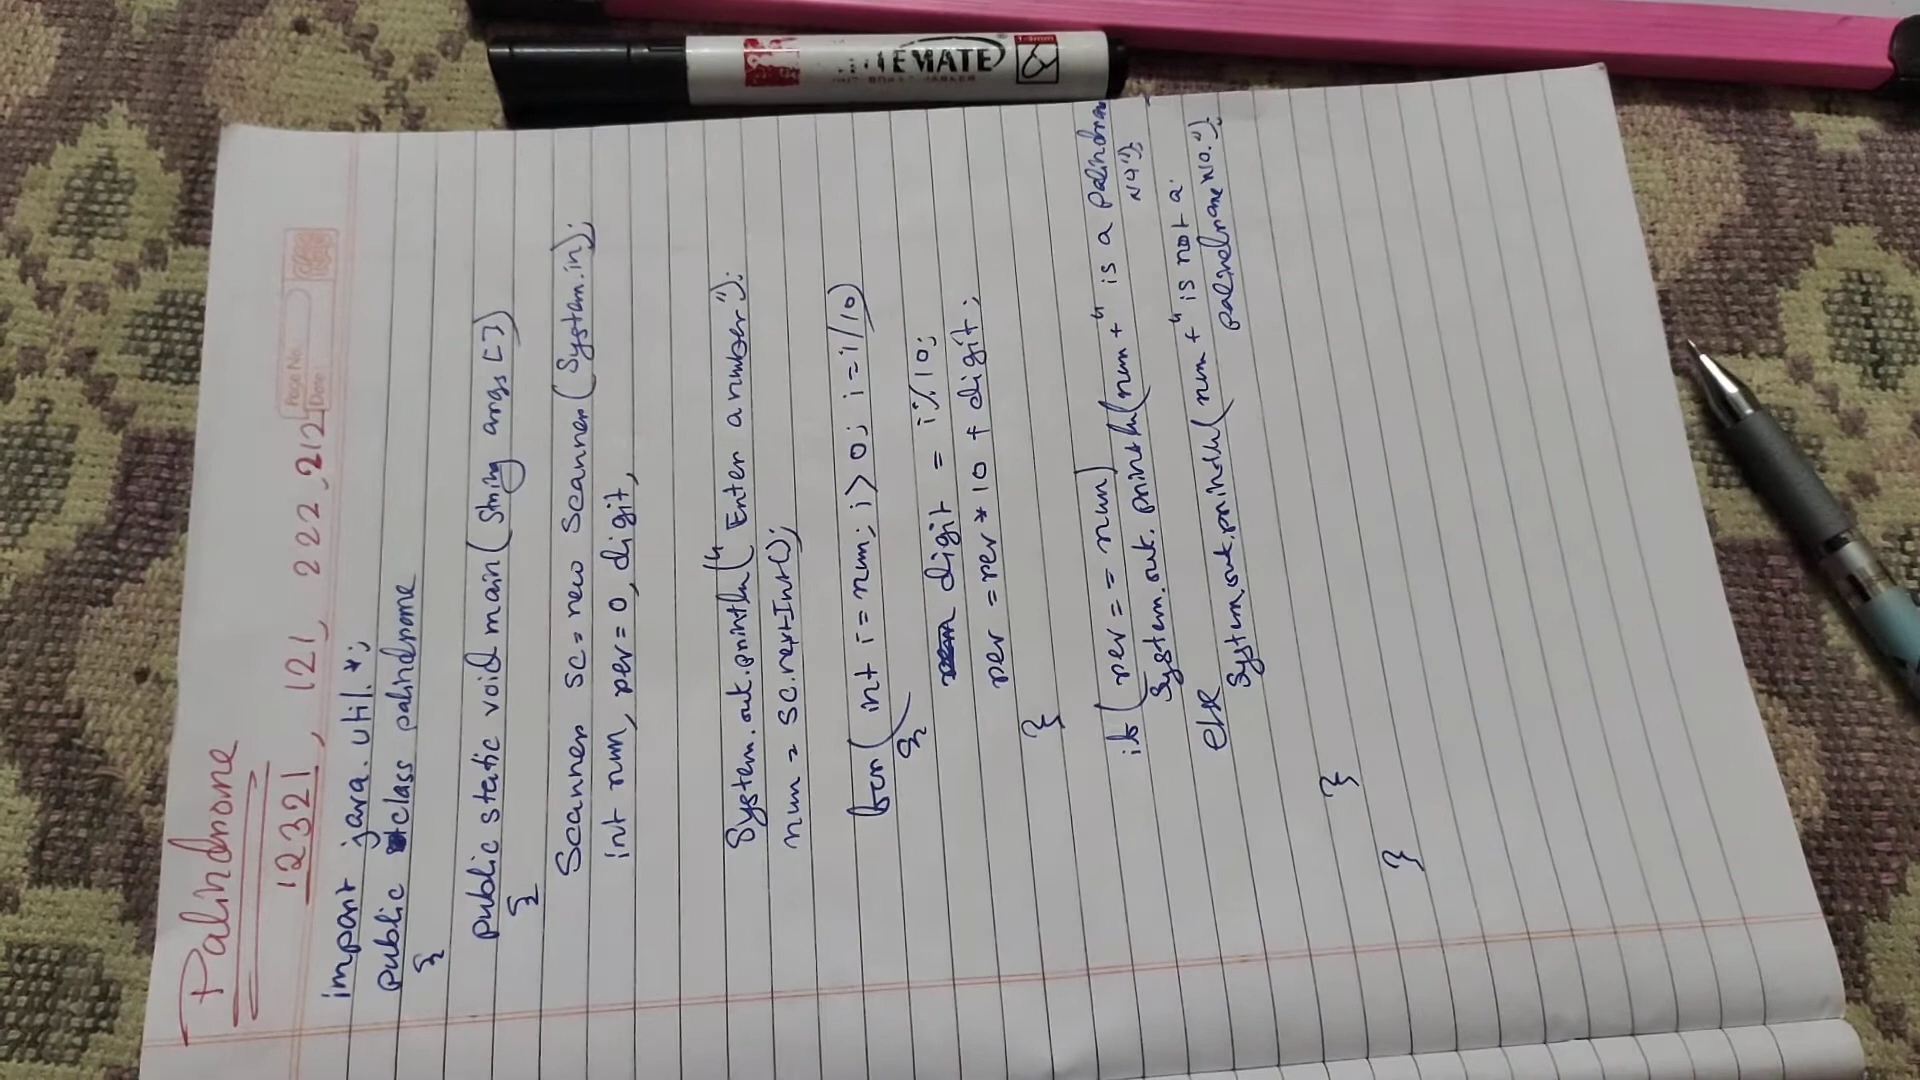 Palindrome
12321, 121, 222, 212
Page No.
Date
import java.util.*;
public class palindrome
{
public static void main(String args[])
{
Scanner sc = new Scanner(System.in);
int num, rev = 0, digit,
System.out.println("Enter a number");
num = sc.nextInt();
for(int i = num; i > 0; i = i/10)
{
digit = i%10;
rev = rev * 10 + digit;
}
if(rev == num)
System.out.println(num + " is a Palindrome
No");
else
System.out.println(num + " is not a
palindrome No.");
}
}